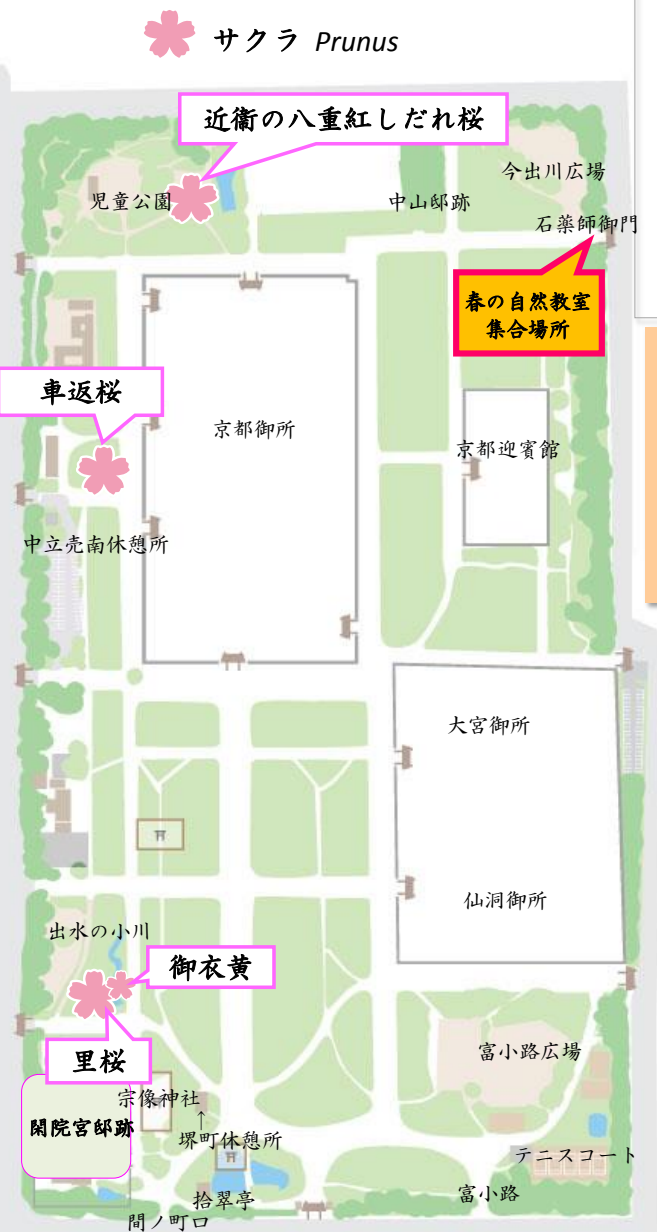 サクラ Prunus
近衞の八重紅しだれ桜
今出川広場
児童公園
中山邸跡
石薬師御門
春の自然教室
集合場所
車返桜
京都御所
京都迎賓館
中立売南休憩所
大宮御所
仙洞御所
出水の小川
御衣黄
里桜
富小路広場
宗像神社
閑院宮邸跡
↑
堺町休憩所
テニスコート
拾翠亭
富小路
間ノ町口